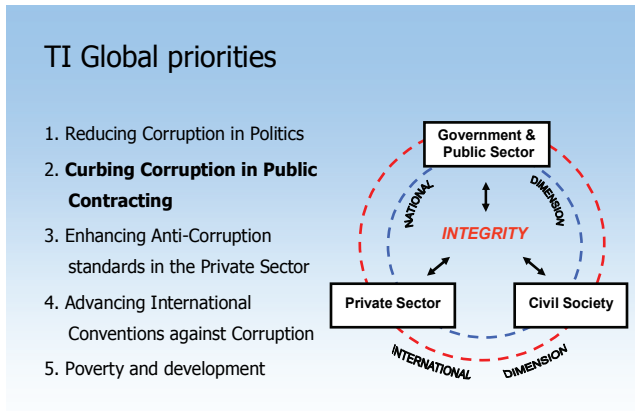 TI Global priorities
1. Reducing Corruption in Politics
2. Curbing Corruption in Public
Contracting
3. Enhancing Anti-Corruption
standards in the Private Sector
4. Advancing International
Conventions against Corruption
5. Poverty and development
Government &
Public Sector
NATIONAL
DIMENSION
INTEGRITY
Private Sector
Civil Society
INTERNATIONAL
DIMENSION